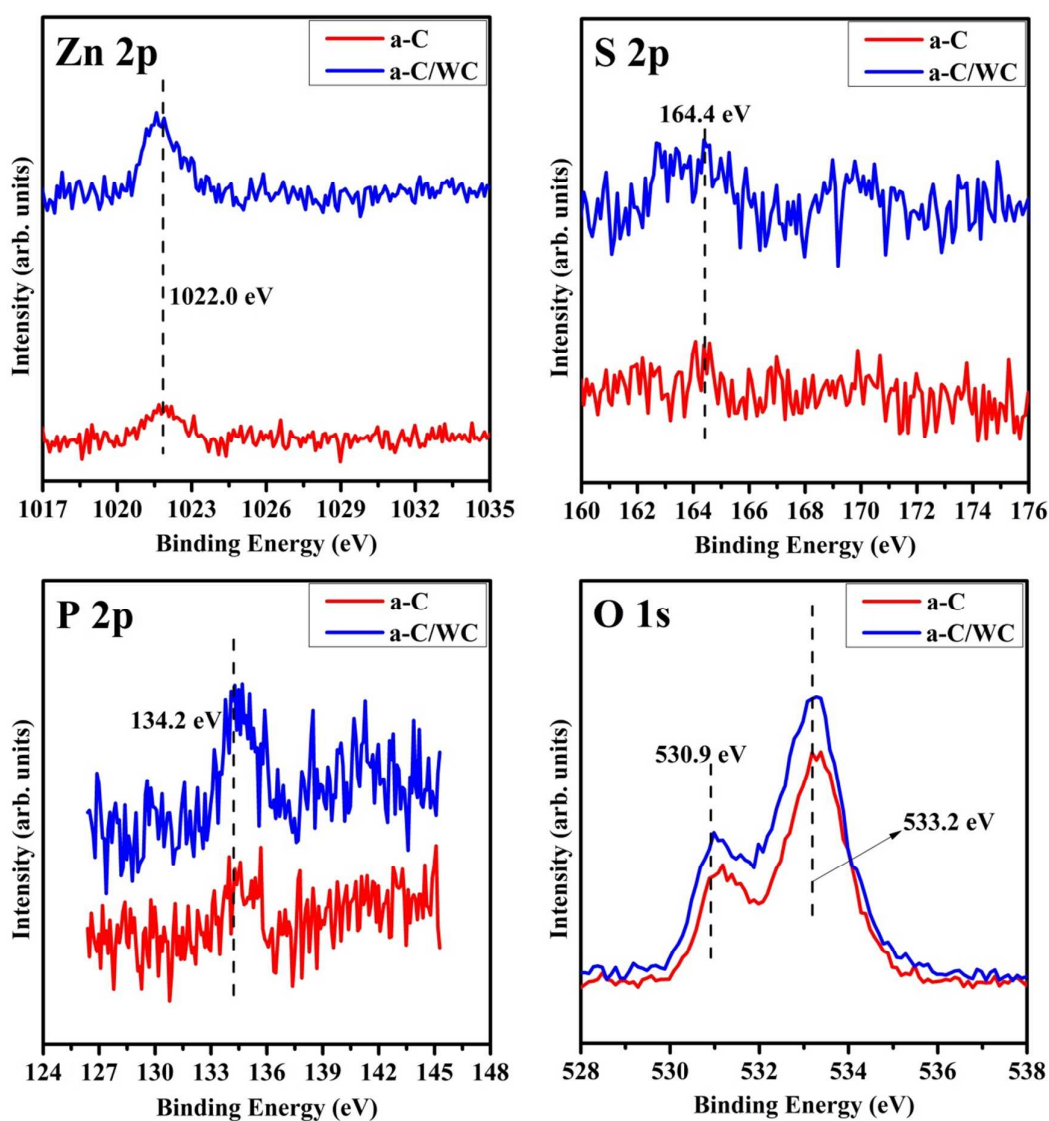 Zn 2p
a-C
a-C/WC
1022.0 eV
Intensity (arb. units)
1017 1020 1023 1026 1029 1032 1035
Binding Energy (eV)
S 2p
a-C
a-C/WC
164.4 eV
Intensity (arb. units)
160 162 164 166 168 170 172 174 176
Binding Energy (eV)
P 2p
a-C
a-C/WC
134.2 eV
Intensity (arb. units)
124 127 130 133 136 139 142 145 148
Binding Energy (eV)
O 1s
a-C
a-C/WC
530.9 eV
533.2 eV
Intensity (arb. units)
528 530 532 534 536 538
Binding Energy (eV)